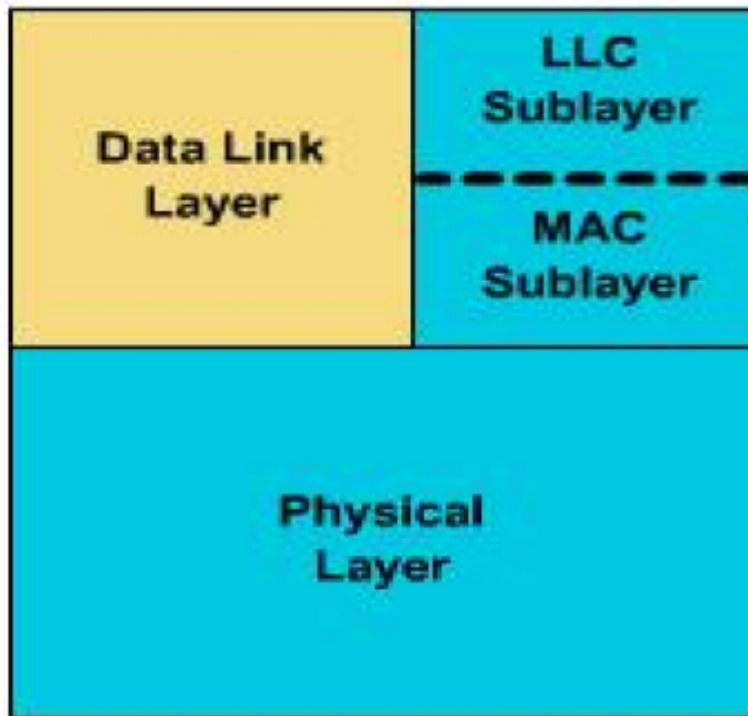 Data Link
Layer
LLC
Sublayer
MAC
Sublayer
Physical
Layer